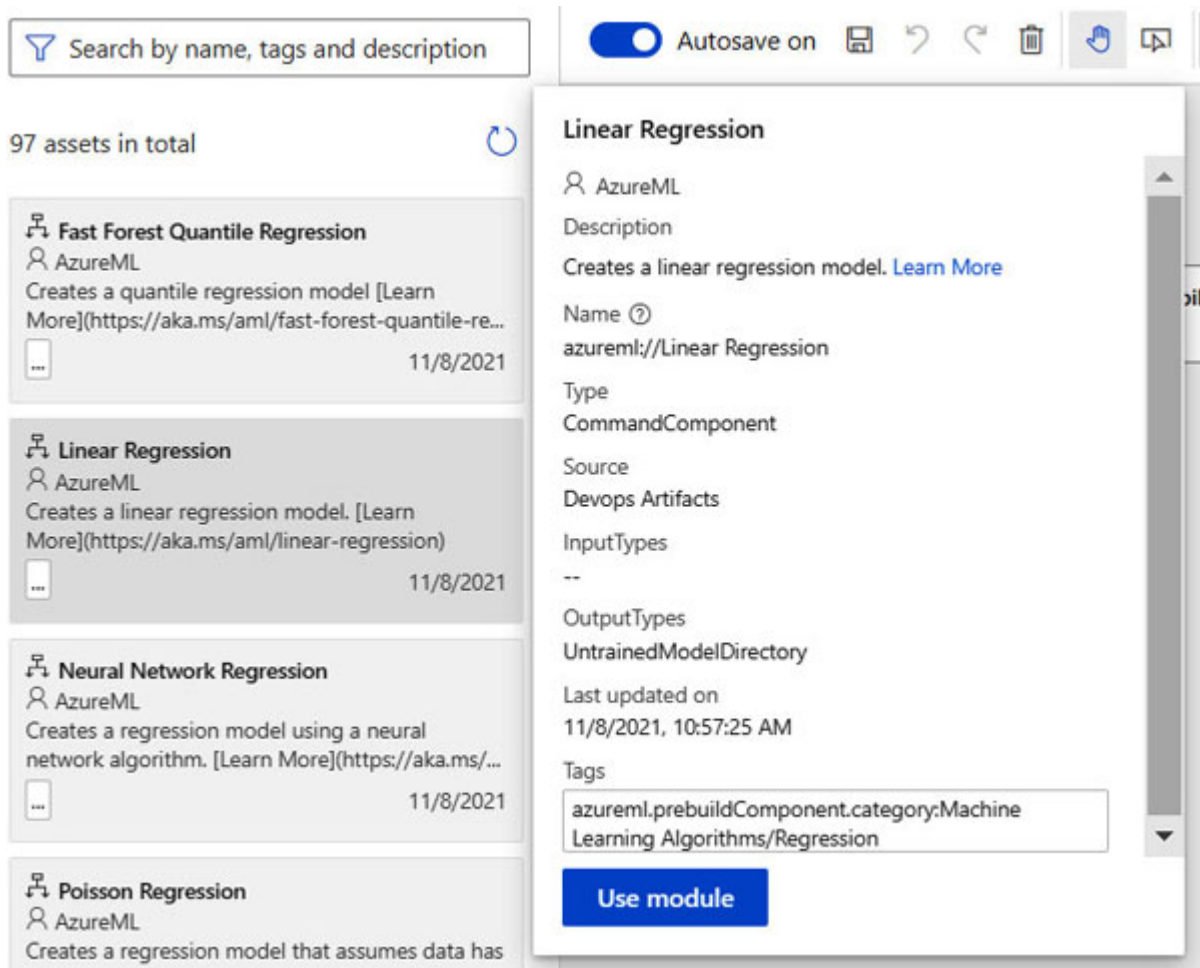 Search by name, tags and description
97 assets in total
Fast Forest Quantile Regression
AzureML
Creates a quantile regression model [Learn
More](https://aka.ms/aml/fast-forest-quantile-re...
...
11/8/2021
Linear Regression
AzureML
Creates a linear regression model. [Learn
More](https://aka.ms/aml/linear-regression)
...
11/8/2021
Neural Network Regression
AzureML
Creates a regression model using a neural
network algorithm. [Learn More](https://aka.ms/...
...
11/8/2021
Poisson Regression
AzureML
Creates a regression model that assumes data has
Autosave on
Linear Regression
AzureML
Description
Creates a linear regression model. Learn More
Name
azureml://Linear Regression
Type
CommandComponent
Source
Devops Artifacts
InputTypes
--
OutputTypes
UntrainedModelDirectory
Last updated on
11/8/2021, 10:57:25 AM
Tags
azureml.prebuildComponent.category:Machine
Learning Algorithms/Regression
Use module